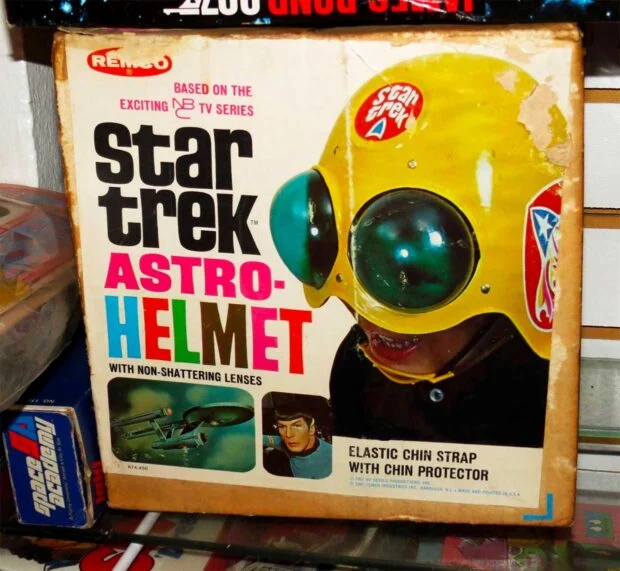 REMCO
BASED ON THE
EXCITING NBC TV SERIES
star
trek
™
ASTRO-
HELMET
WITH NON-SHATTERING LENSES
Star
Trek
ELASTIC CHIN STRAP
WITH CHIN PROTECTOR
space